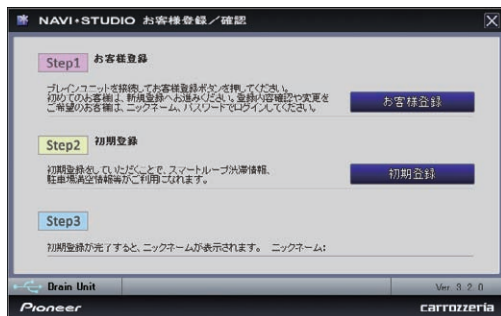 NAVI・STUDIO お客様登録／確認
Step1 お客様登録
ブレインユニットを接続してお客様登録ボタンを押してください。
初めてのお客様は、新規登録へお進みください。登録内容確認や変更を
ご希望のお客様は、ニックネーム、パスワードでログインしてください。
お客様登録
Step2 初期登録
初期登録をしていただくことで、スマートループ渋滞情報、
駐車場満空情報等がご利用になれます。
初期登録
Step3
初期登録が完了すると、ニックネームが表示されます。 ニックネーム:
Brain Unit
Ver. 3.2.0
Pioneer
carrozzeria